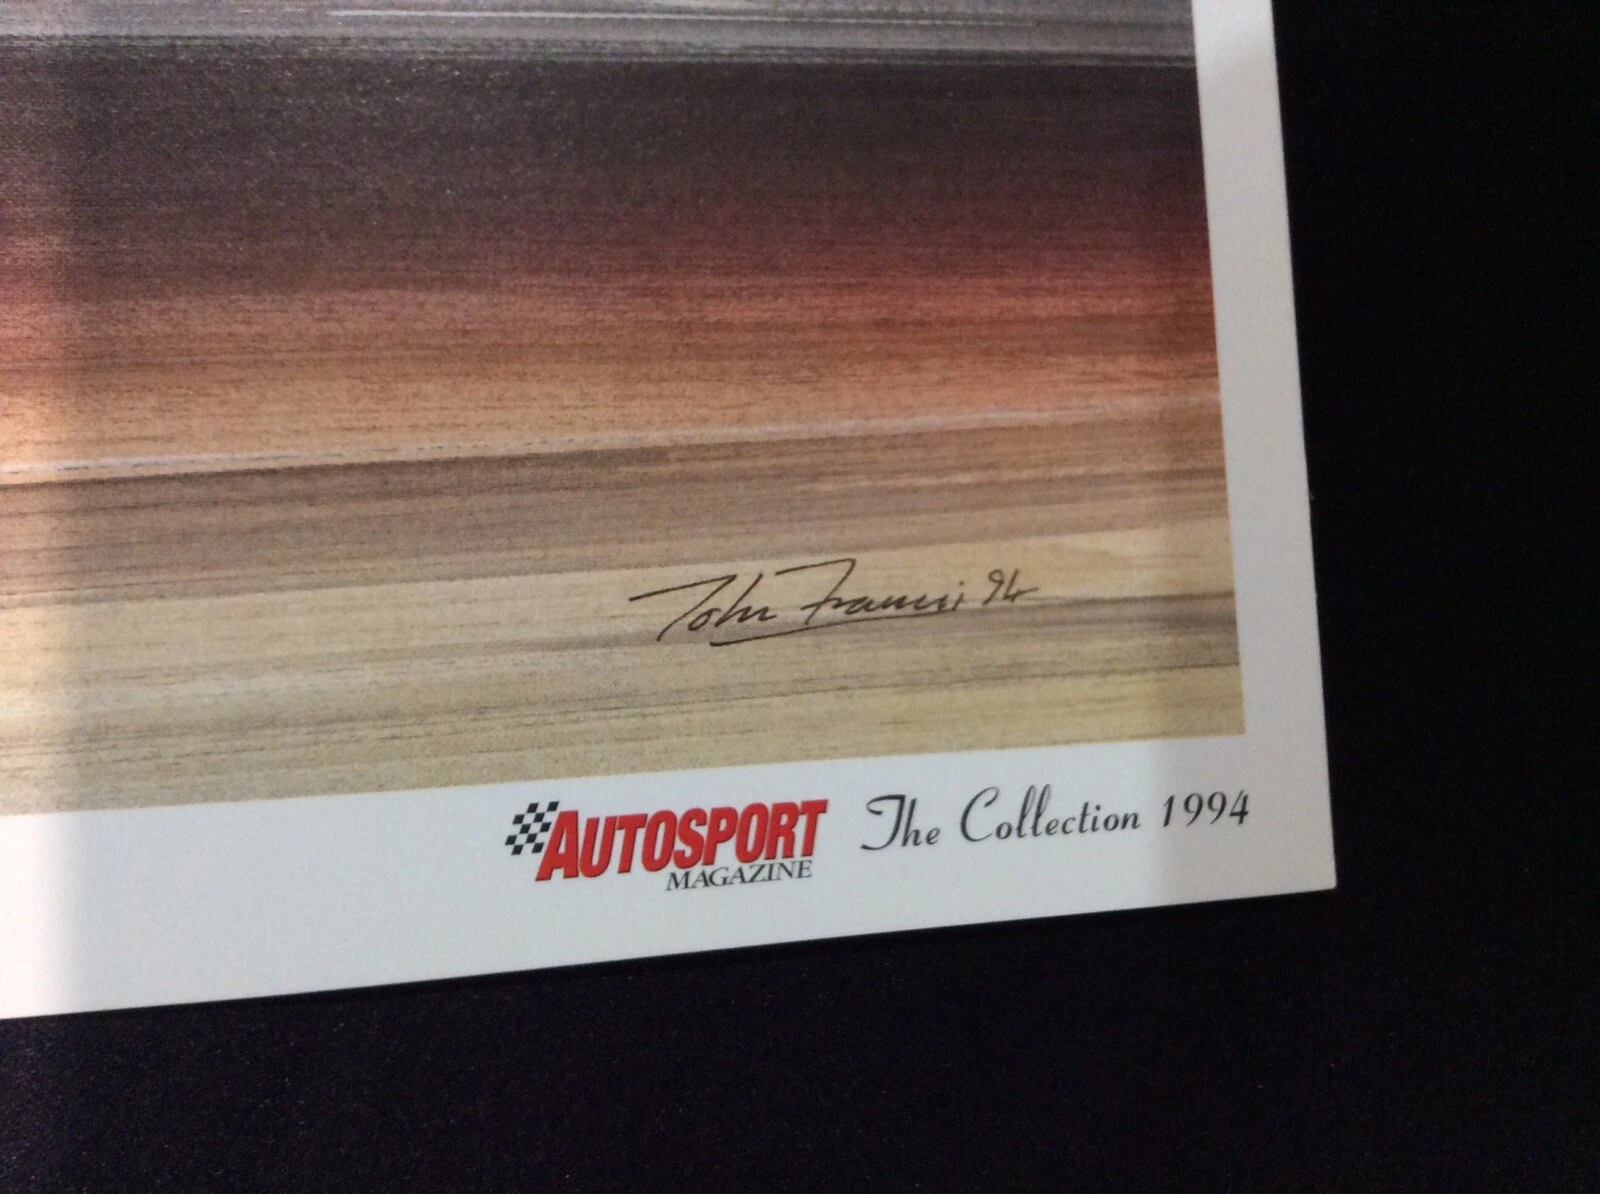 John Francis 94
AUTOSPORT The Collection 1994
MAGAZINE